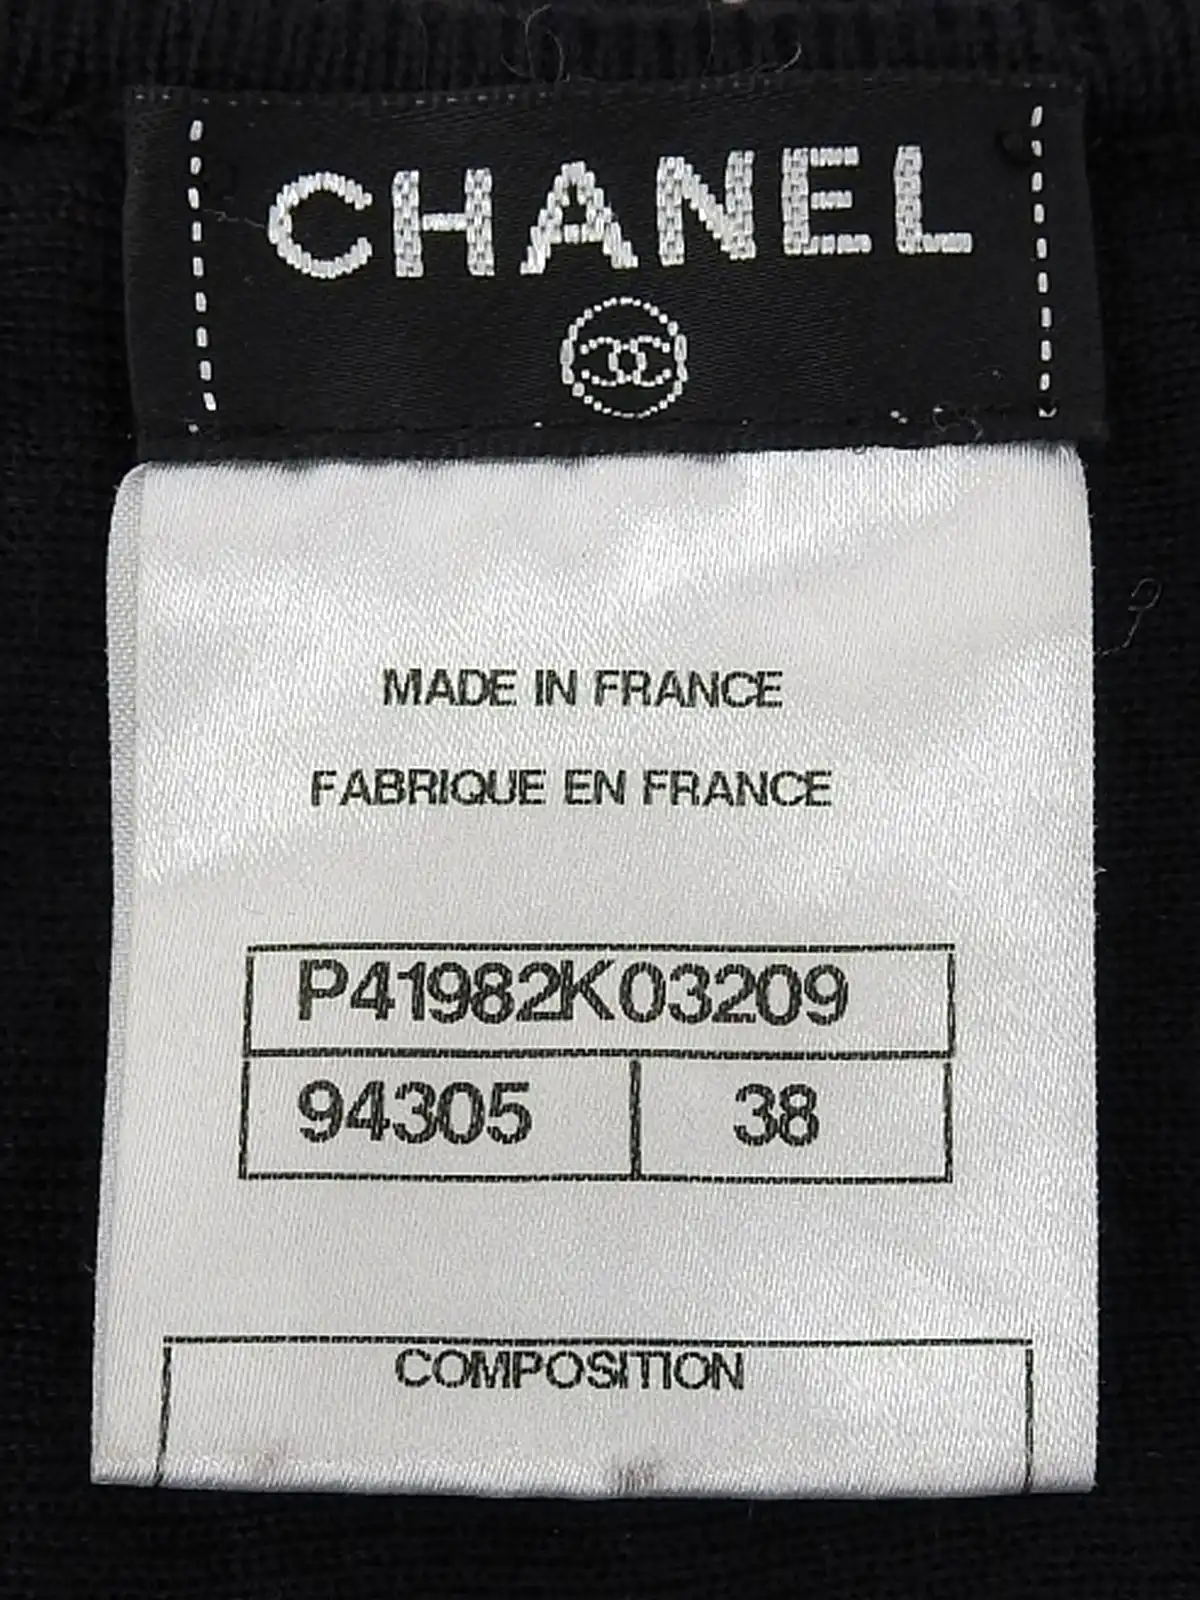 CHANEL
MADE IN FRANCE
FABRIQUE EN FRANCE
P41982K03209
94305 38
COMPOSITION